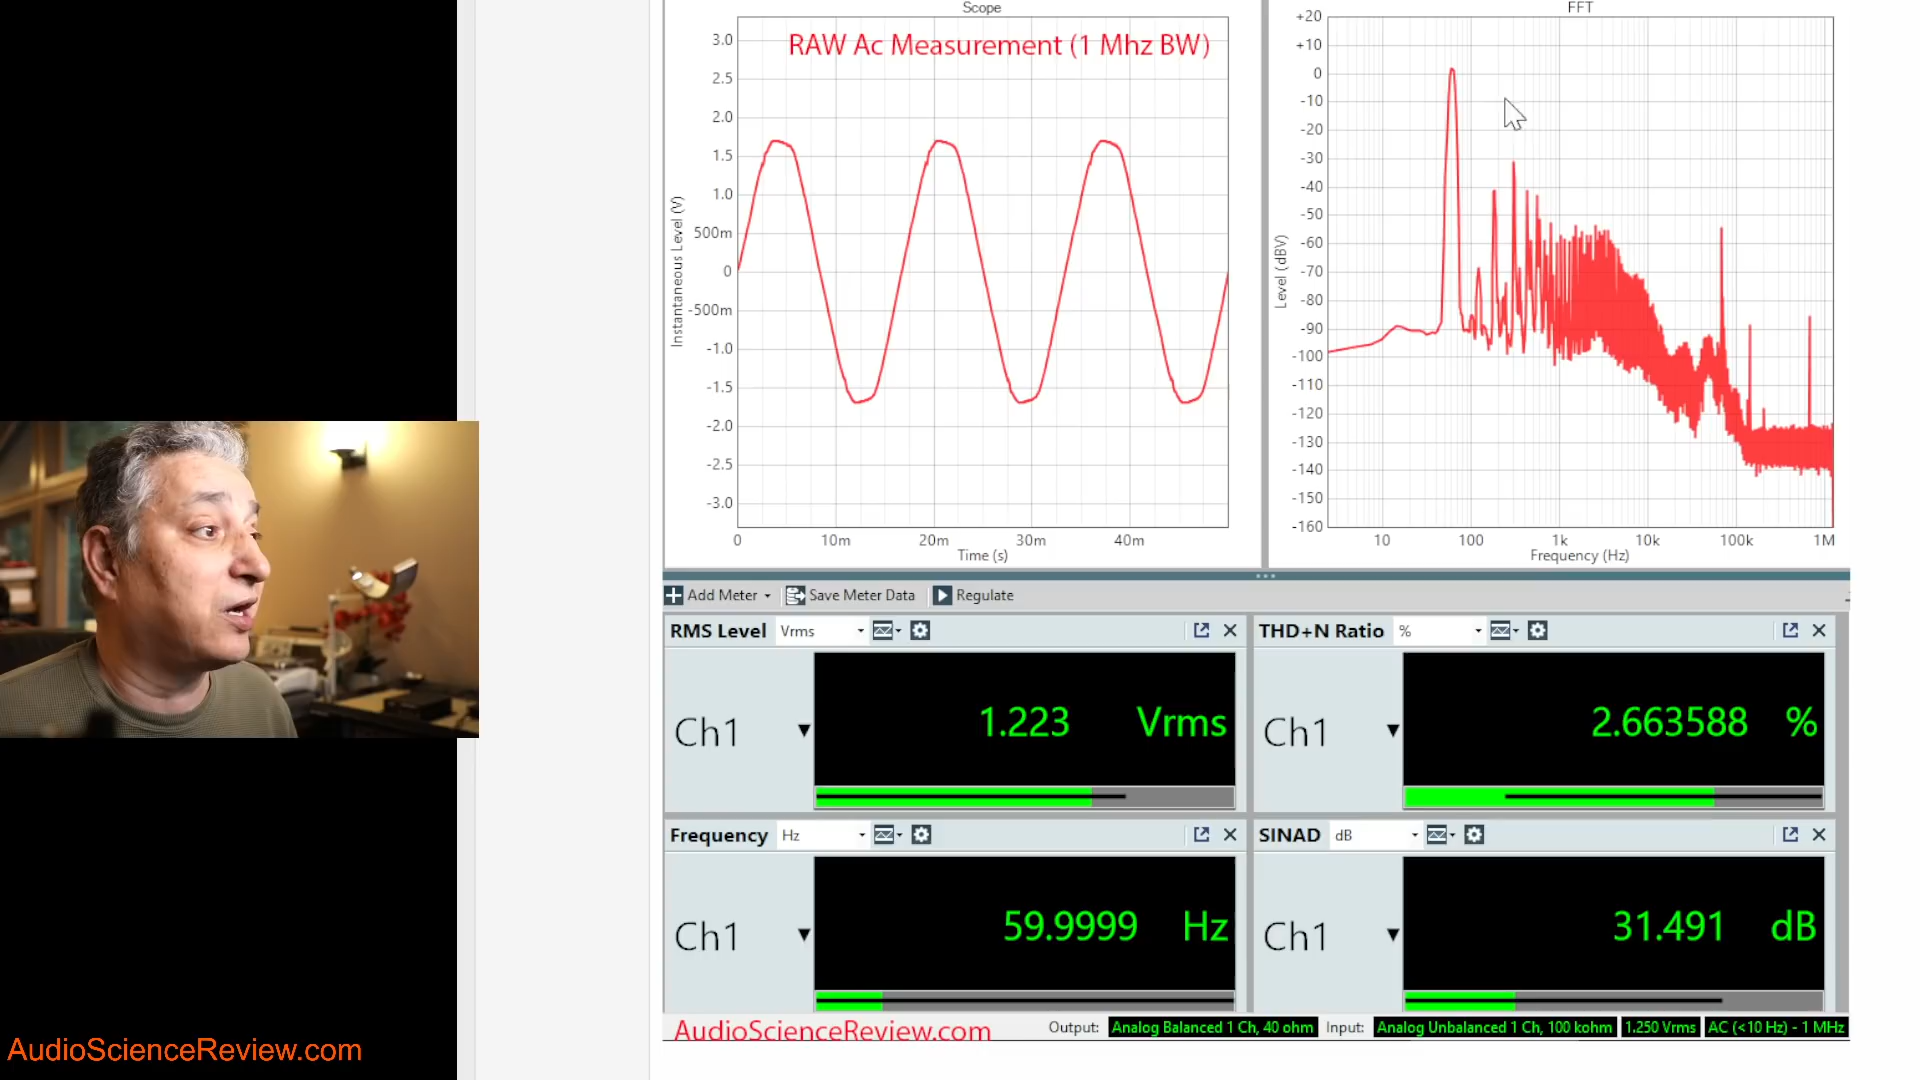 Scope
RAW Ac Measurement (1 Mhz BW)
3.0
2.5
2.0
1.5
1.0
500m
0
-500m
-1.0
-1.5
-2.0
-2.5
-3.0
Instantaneous Level (V)
0 10m 20m 30m 40m
Time (s)
FFT
+20
+10
0
-10
-20
-30
-40
-50
-60
-70
-80
-90
-100
-110
-120
-130
-140
-150
-160
Level (dBV)
10 100 1k 10k 100k 1M
Frequency (Hz)
Add Meter Save Meter Data Regulate
RMS Level Vrms
Ch1 1.223 Vrms
THD+N Ratio %
Ch1 2.663588 %
Frequency Hz
Ch1 59.9999 Hz
SINAD dB
Ch1 31.491 dB
AudioScienceReview.com
Output: Analog Balanced 1 Ch, 40 ohm Input: Analog Unbalanced 1 Ch, 100 kohm 1.250 Vrms AC (<10 Hz) - 1 MHz
AudioScienceReview.com